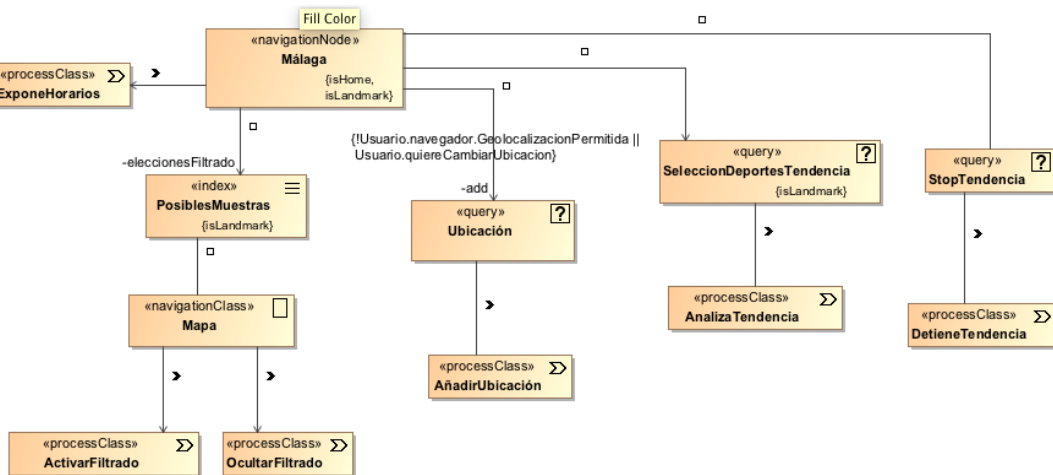 Fill Color
«navigationNode»
Málaga
{isHome,
isLandmark}
«processClass»
ExponeHorarios
-eleccionesFiltrado
{!Usuario.navegador.GeolocalizacionPermitida ||
Usuario.quiereCambiarUbicacion}
-add
«index»
PosiblesMuestras
{isLandmark}
«query»
Ubicación
«query»
SeleccionDeportesTendencia
{isLandmark}
«query»
StopTendencia
«navigationClass»
Mapa
«processClass»
AnalizaTendencia
«processClass»
DetieneTendencia
«processClass»
AñadirUbicación
«processClass»
ActivarFiltrado
«processClass»
OcultarFiltrado